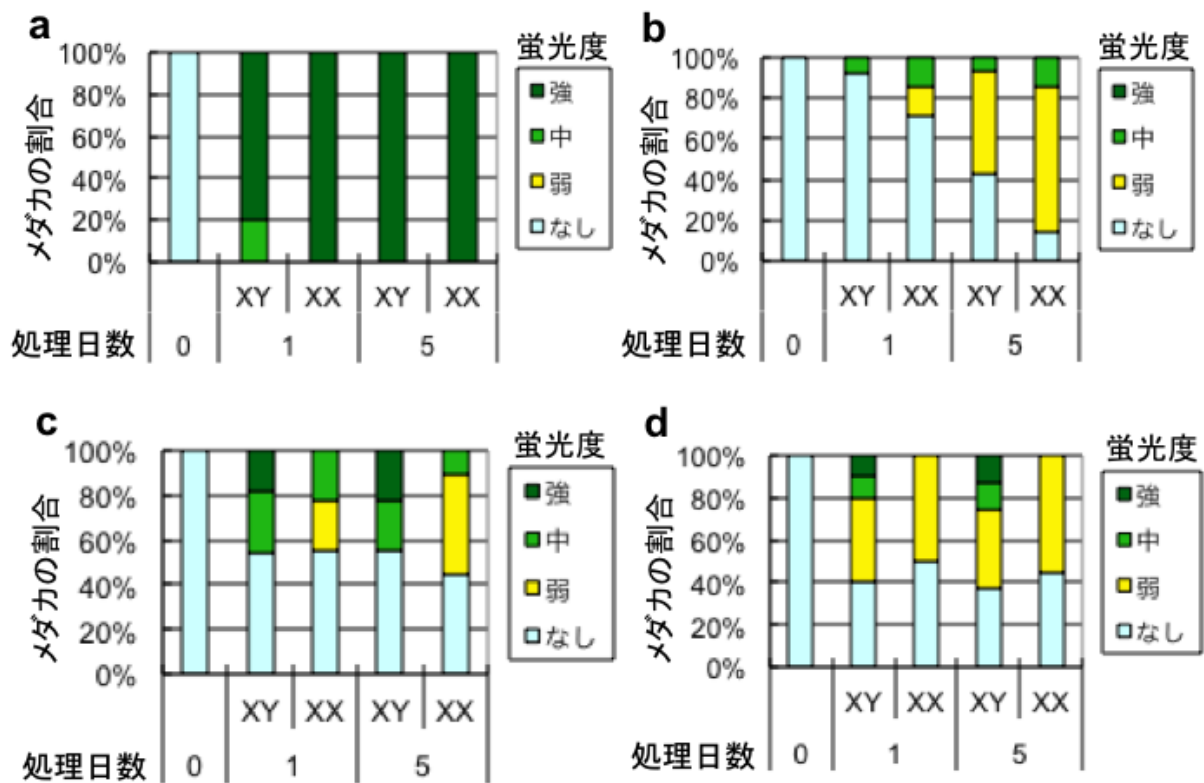 a
蛍光度
100%
80%
60%
40%
20%
0%
メダカの割合
強
中
弱
なし
XY XX XY XX
処理日数 0 1 5
b
蛍光度
100%
80%
60%
40%
20%
0%
メダカの割合
強
中
弱
なし
XY XX XY XX
処理日数 0 1 5
c
蛍光度
100%
80%
60%
40%
20%
0%
メダカの割合
強
中
弱
なし
XY XX XY XX
処理日数 0 1 5
d
蛍光度
100%
80%
60%
40%
20%
0%
メダカの割合
強
中
弱
なし
XY XX XY XX
処理日数 0 1 5